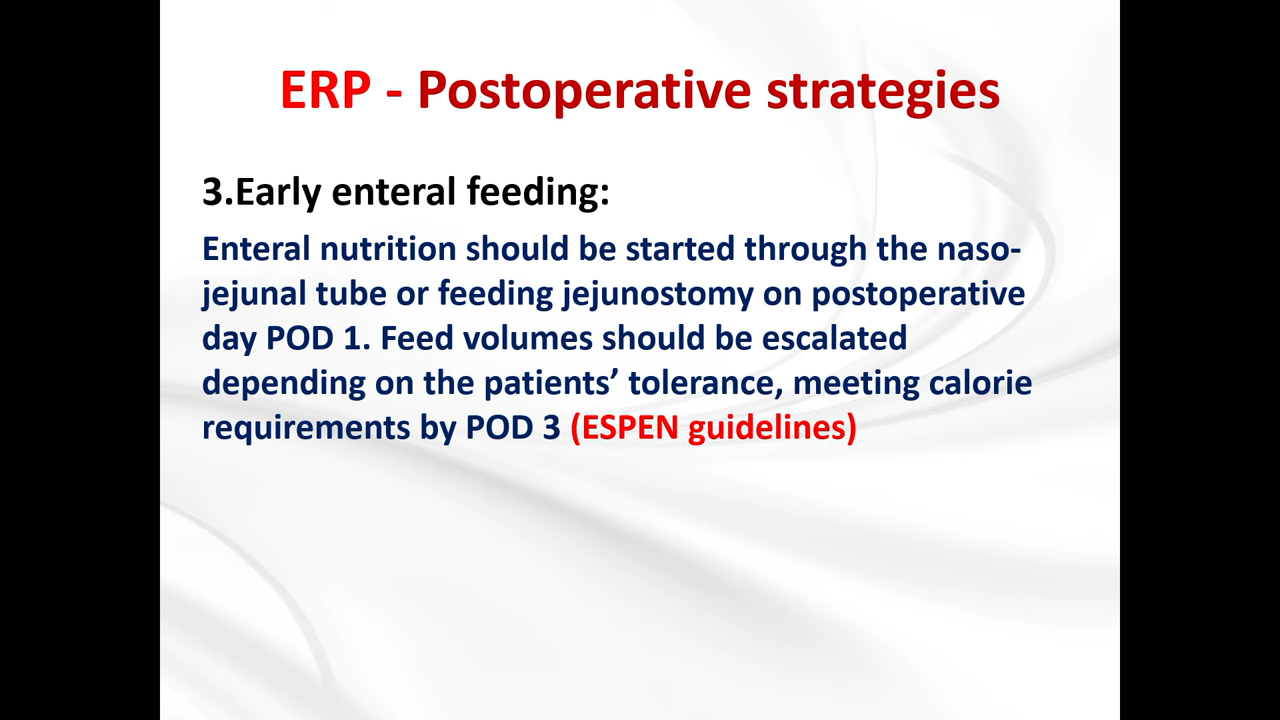 ERP - Postoperative strategies
3.Early enteral feeding:
Enteral nutrition should be started through the naso-
jejunal tube or feeding jejunostomy on postoperative
day POD 1. Feed volumes should be escalated
depending on the patients’ tolerance, meeting calorie
requirements by POD 3 (ESPEN guidelines)